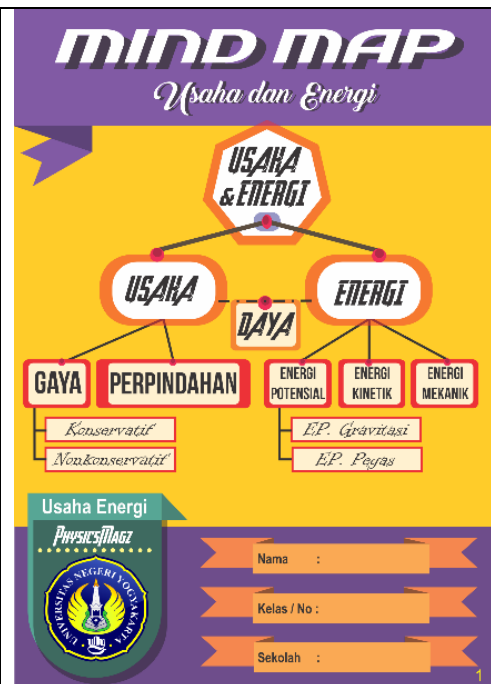 MIND MAP
Usaha dan Energi
USAHA
& ENERGI
USAHA
ENERGI
DAYA
GAYA
PERPINDAHAN
ENERGI
POTENSIAL
ENERGI
KINETIK
ENERGI
MEKANIK
Konservatif
Nonkonservatif
EP. Gravitasi
EP. Pegas
Usaha Energi
PHYSICSMAGZ
UNIVERSITAS NEGERI YOGYAKARTA
Nama :
Kelas / No :
Sekolah :
1